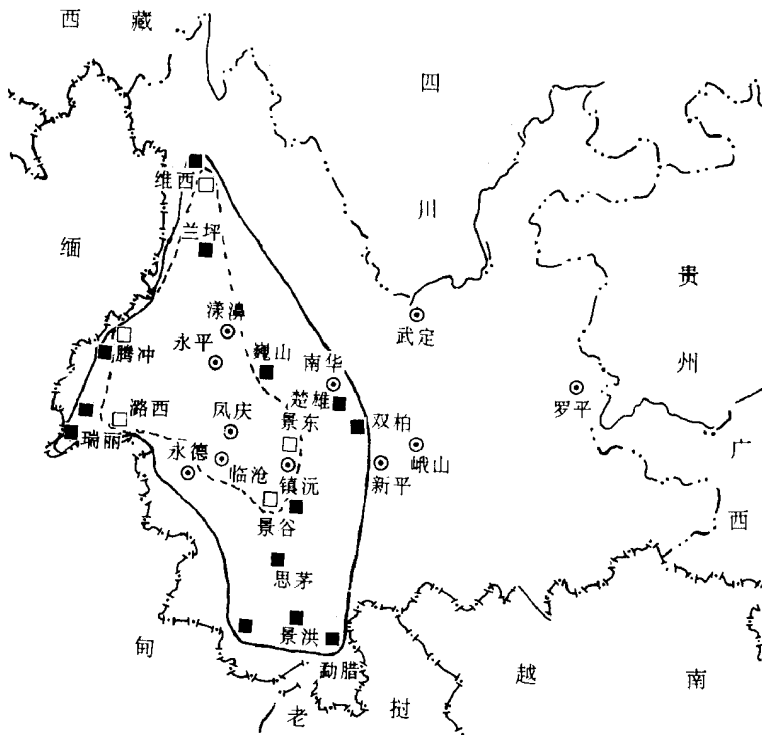 西 藏
四
川
维西
缅
兰坪
贵
漾濞
武定
永平
巍山
南华
腾冲
州
楚雄
罗平
潞西
凤庆
景东
双柏
瑞丽
永德
临沧
镇沅
新平
峨山
广
景谷
西
思茅
景洪
甸
勐腊
越
南
老
挝